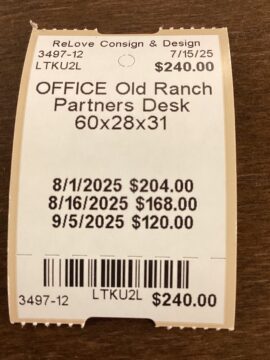 ReLove Consign & Design
3497-12 7/15/25
LTKU2L $240.00
OFFICE Old Ranch
Partners Desk
60x28x31
8/1/2025 $204.00
8/16/2025 $168.00
9/5/2025 $120.00
3497-12 LTKU2L $240.00